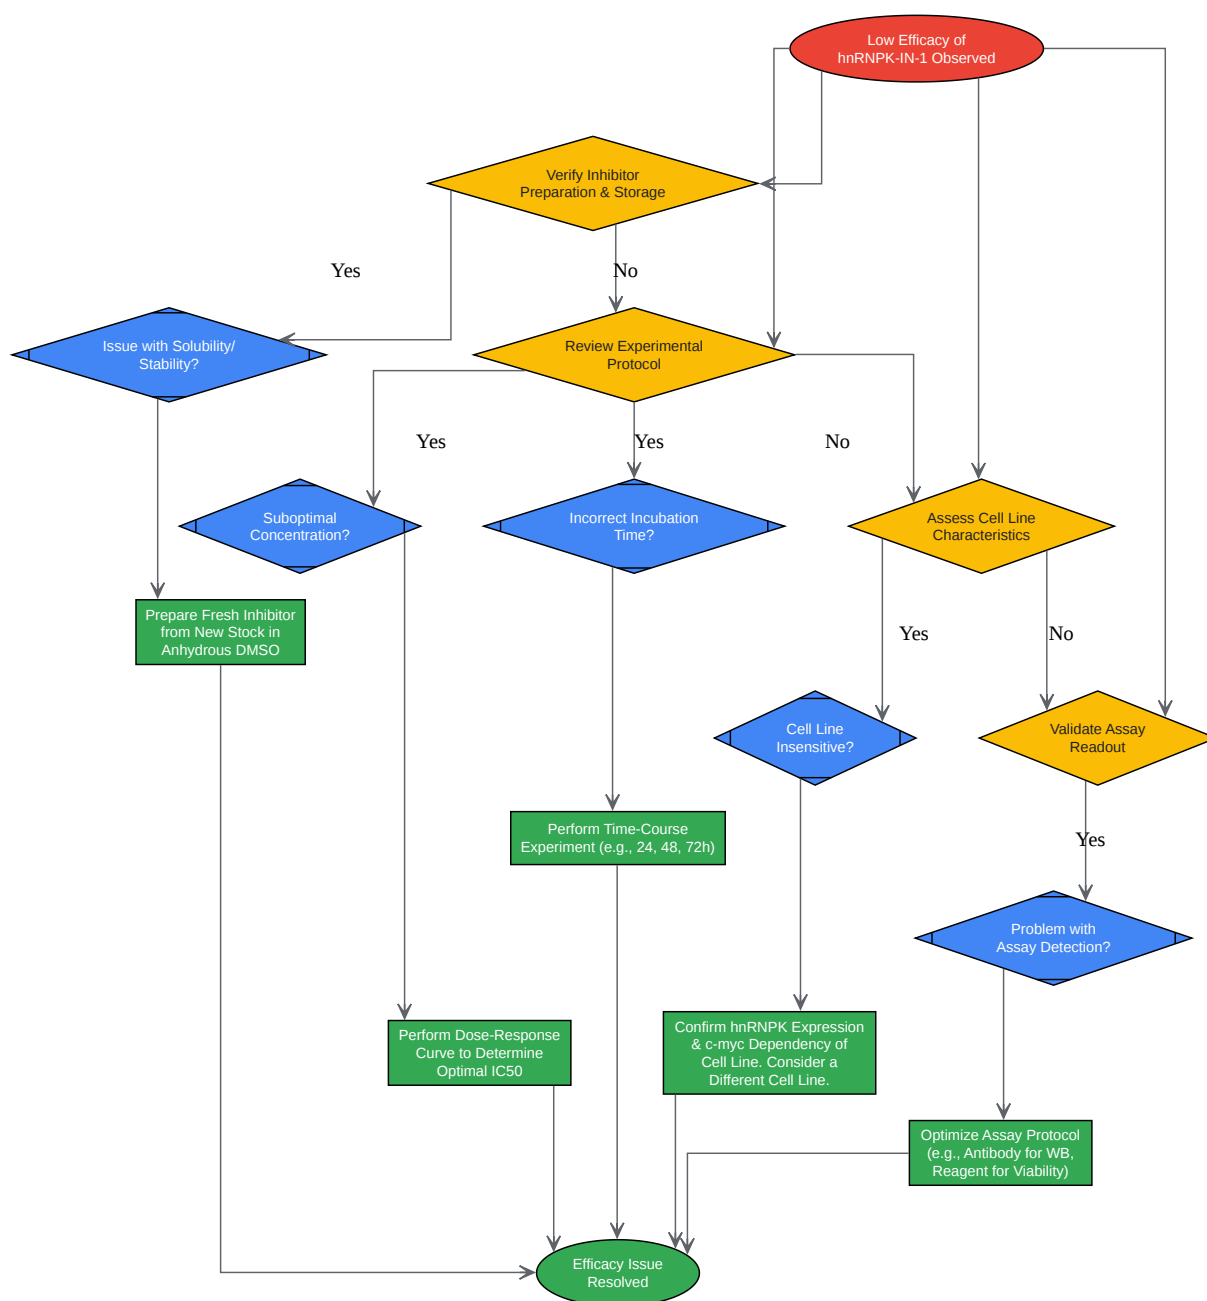 Low Efficacy of
hnRNPK-IN-1 Observed
Verify Inhibitor
Preparation & Storage
Yes
No
Issue with Solubility/
Stability?
Review Experimental
Protocol
Yes
Yes
No
Suboptimal
Concentration?
Incorrect Incubation
Time?
Assess Cell Line
Characteristics
Prepare Fresh Inhibitor
from New Stock in
Anhydrous DMSO
Yes
No
Cell Line
Insensitive?
Validate Assay
Readout
Perform Time-Course
Experiment (e.g., 24, 48, 72h)
Yes
Problem with
Assay Detection?
Perform Dose-Response
Curve to Determine
Optimal IC50
Confirm hnRNPK Expression
& c-myc Dependency of
Cell Line. Consider a
Different Cell Line.
Optimize Assay Protocol
(e.g., Antibody for WB,
Reagent for Viability)
Efficacy Issue
Resolved